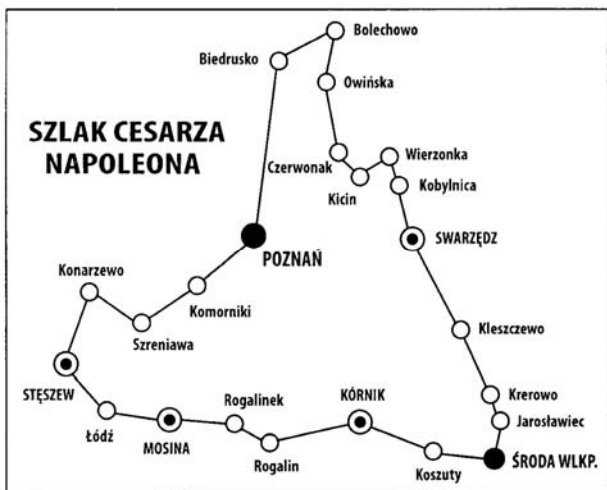 Bolechowo
Biedrusko
Owińska
SZLAK CESARZA
NAPOLEONA
Czerwonak
Wierzonka
Kicin
Kobylnica
SWARZĘDZ
POZNAŃ
Konarzewo
Komorniki
Szreniawa
Kleszczewo
STĘSZEW
Łódź
MOSINA
Rogalinek
Rogalin
KÓRNIK
Koszuty
Krerowo
Jarosławiec
ŚRODA WLKP.